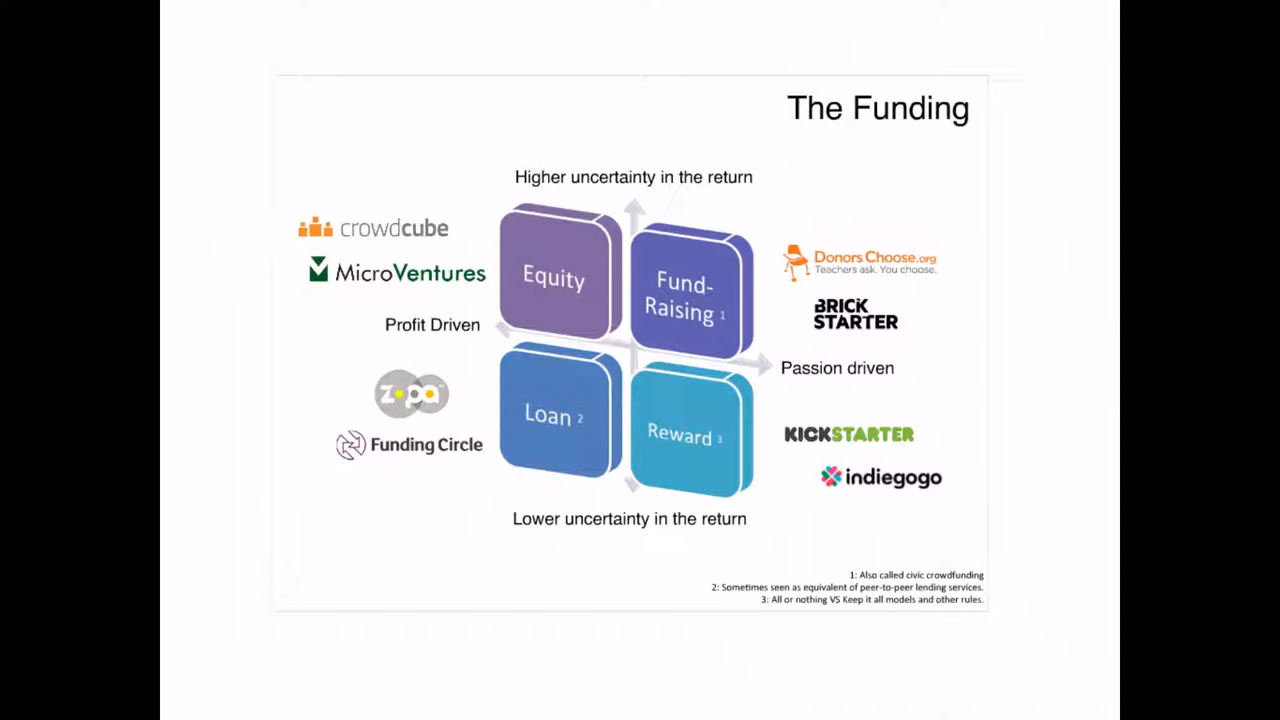 The Funding
Higher uncertainty in the return
crowdcube
MicroVentures
Equity
Fund-
Raising 1
DonorsChoose.org
Teachers ask. You choose.
BRICK
STARTER
Profit Driven
Passion driven
zopa
Funding Circle
Loan 2
Reward 3
KICKSTARTER
indiegogo
Lower uncertainty in the return
1: Also called civic crowdfunding
2: Sometimes seen as equivalent of peer-to-peer lending services.
3: All or nothing VS Keep it all models and other rules.